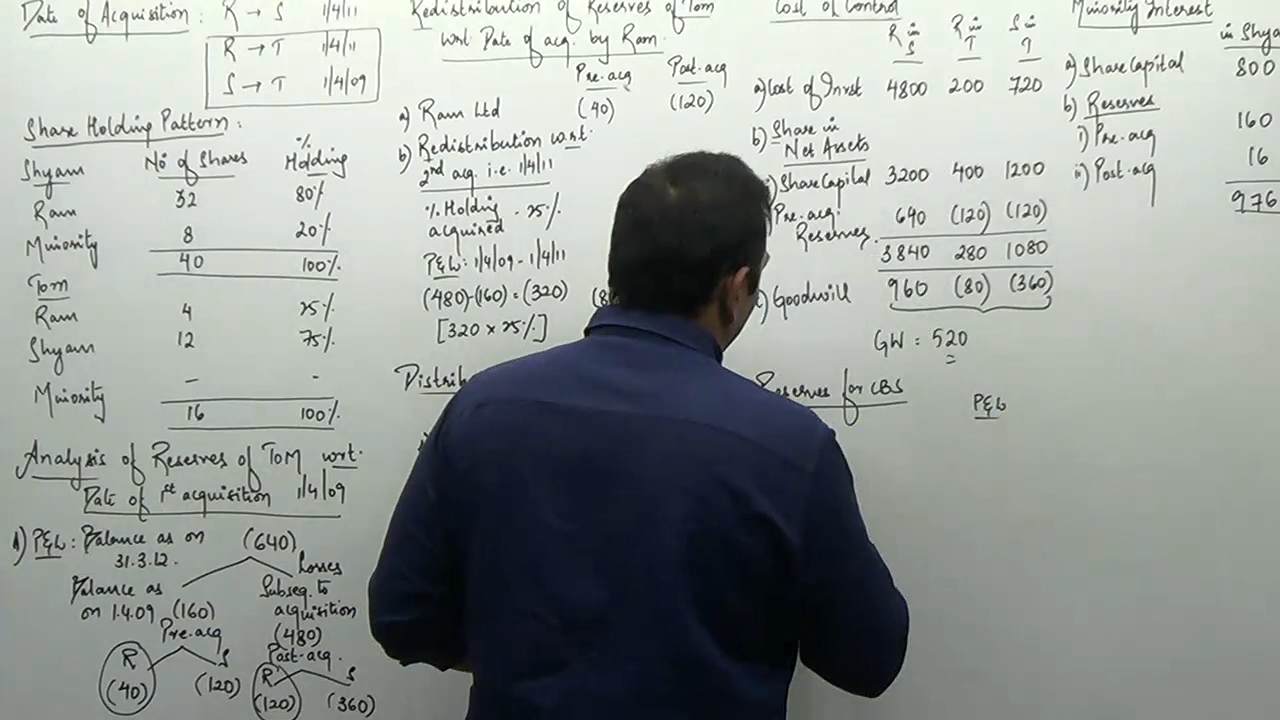 Date of Acquisition : R → S 1/4/11
R → T 1/4/11
S → T 1/4/09
Share Holding Pattern :
Shyam No of Shares % Holding
Ram 32 80%
Minority 8 20%
40 100%
Tom
Ram 4 25%
Shyam 12 75%
Minority - -
16 100%
Analysis of Reserves of TOM wrt.
Date of 1st acquisition 1/4/09
A) P&L : Balance as on 31.3.12. (640)
Balance as on 1.4.09 (160)
Pre-acq
R S
(40) (120)
Losses Subseq. to acquisition
(480)
Post-acq.
R S
(120) (360)
Redistribution of Reserves of Tom
wrt Date of acq. by Ram.
Pre-acq Post-acq
a) Ram Ltd (40) (120)
b) Redistribution wrt.
2nd acq. i.e. 1/4/11
% Holding acquired - 25%
P&L : 1/4/09 - 1/4/11
(480)-(160) = (320)
[320 x 25%]
Cost of Control
R in S R in T S in T
a) Cost of Invst 4800 200 720
b) Share in Net Assets
i) Share Capital 3200 400 1200
Pre-acq. Reserves. 640 (120) (120)
3840 280 1080
Goodwill 960 (80) (360)
GW : 520
Reserves for CBS P&L
Minority Interest
in Shya
a) Share Capital 800
b) Reserves
i) Pre-acq 160
ii) Post-acq 16
976